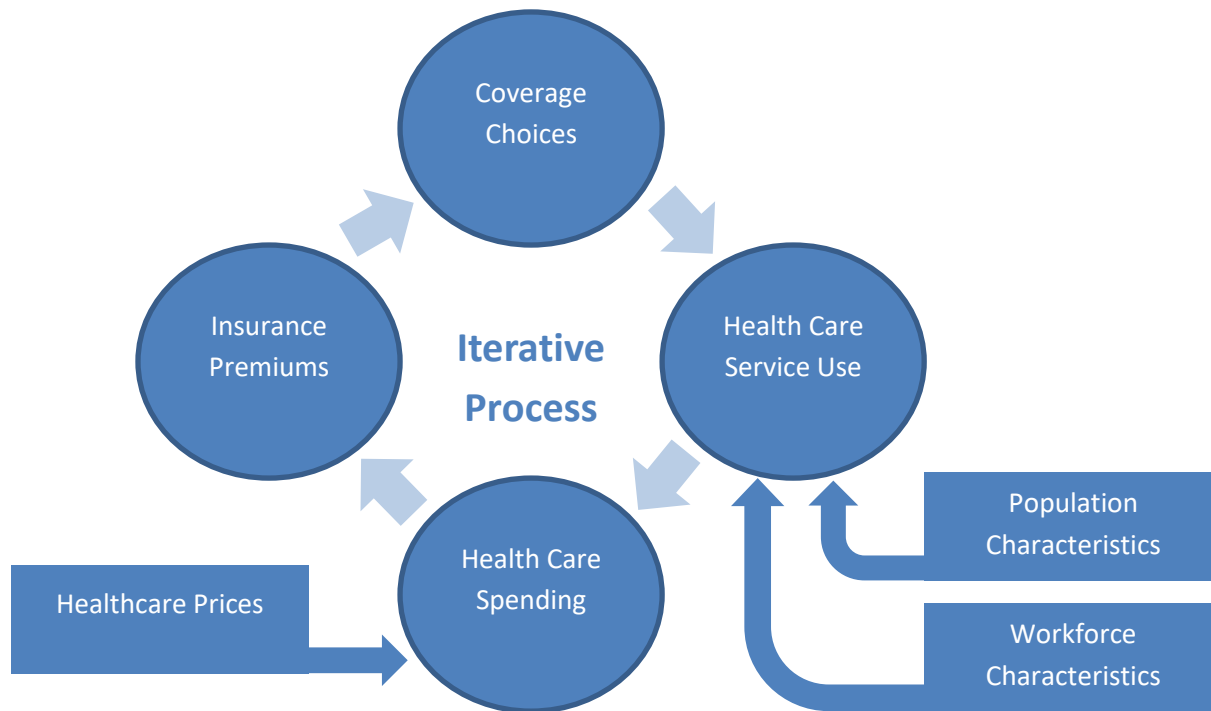 Coverage
Choices
Insurance
Premiums
Iterative
Process
Health Care
Service Use
Health Care
Spending
Healthcare Prices
Population
Characteristics
Workforce
Characteristics